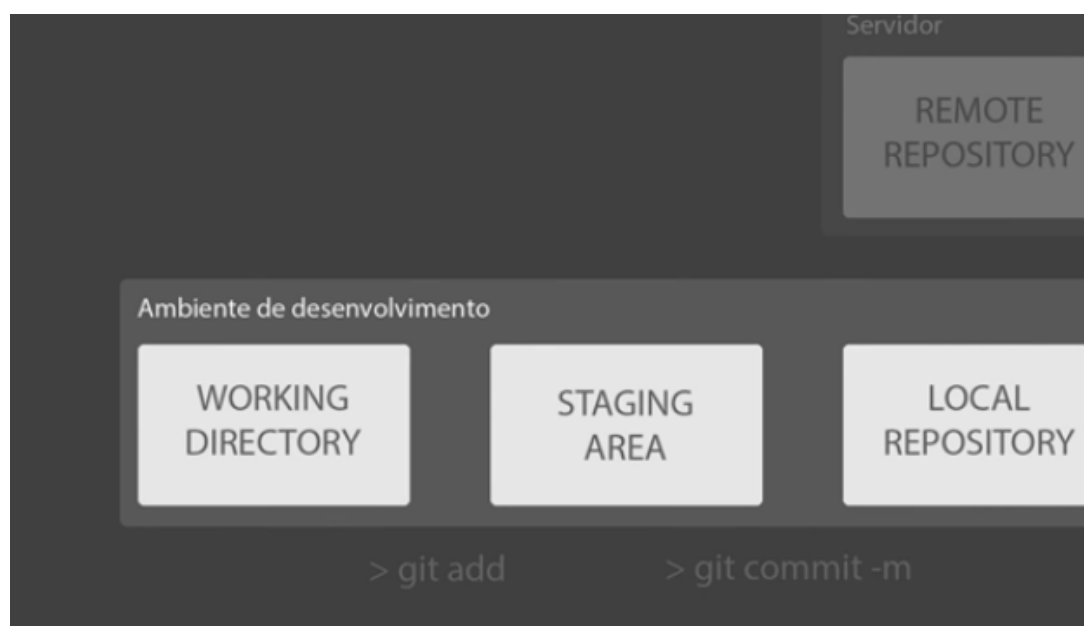 Servidor
REMOTE
REPOSITORY
Ambiente de desenvolvimento
WORKING
DIRECTORY
STAGING
AREA
LOCAL
REPOSITORY
> git add
> git commit -m